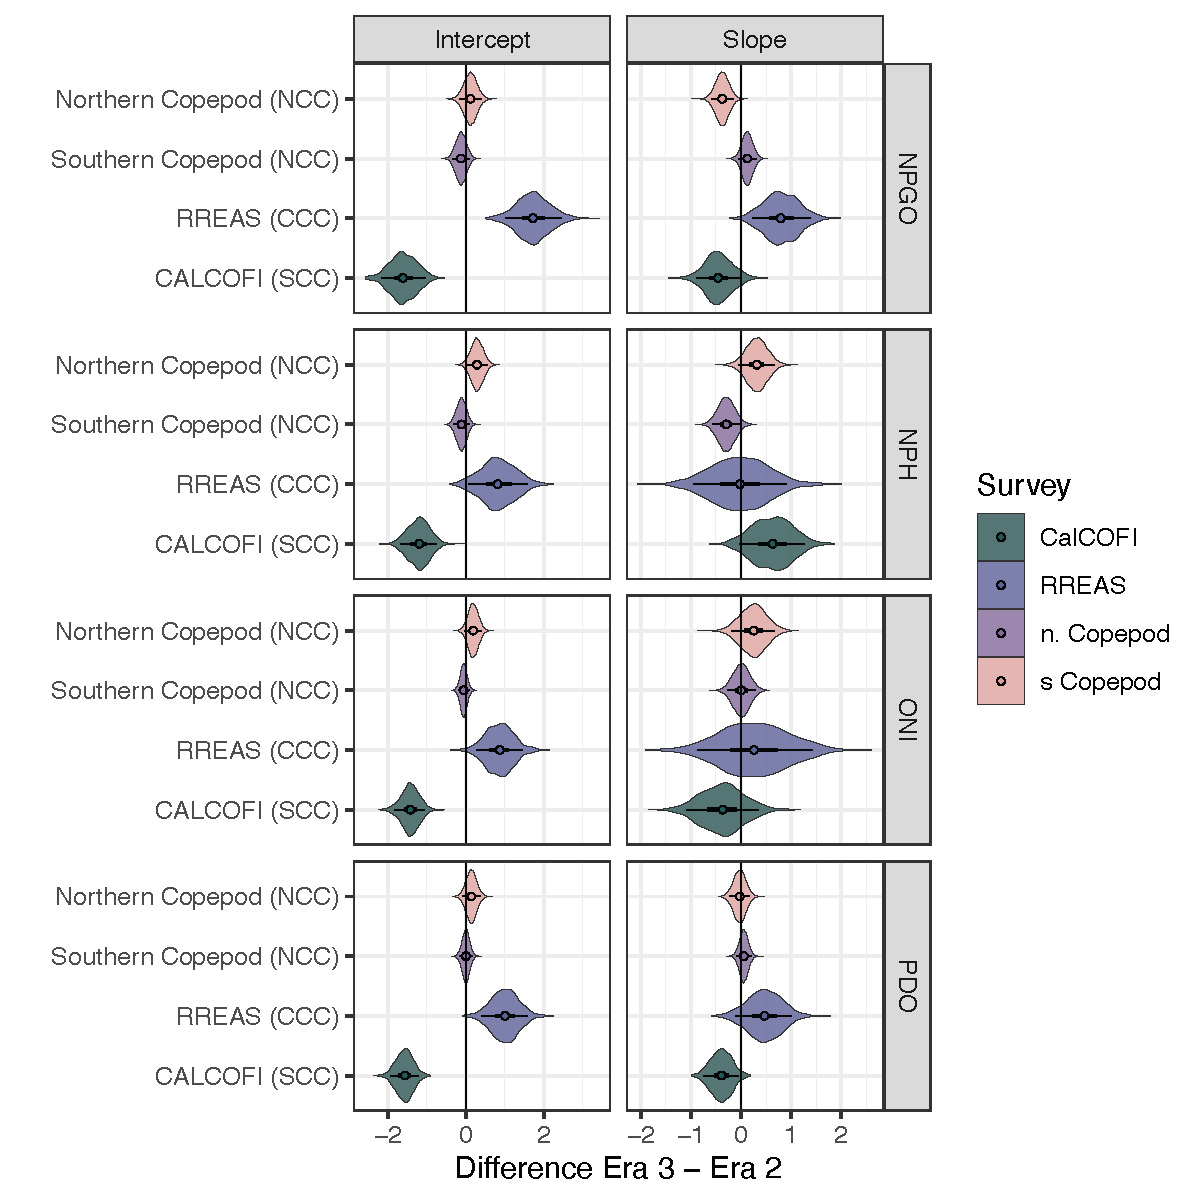 Intercept
Slope
Northern Copepod (NCC)
Southern Copepod (NCC)
RREAS (CCC)
CALCOFI (SCC)
NPGO
Northern Copepod (NCC)
Southern Copepod (NCC)
RREAS (CCC)
CALCOFI (SCC)
NPH
Northern Copepod (NCC)
Southern Copepod (NCC)
RREAS (CCC)
CALCOFI (SCC)
ONI
Northern Copepod (NCC)
Southern Copepod (NCC)
RREAS (CCC)
CALCOFI (SCC)
PDO
−2 0 2
−2 −1 0 1 2
Difference Era 3 − Era 2
Survey
CalCOFI
RREAS
n. Copepod
s Copepod